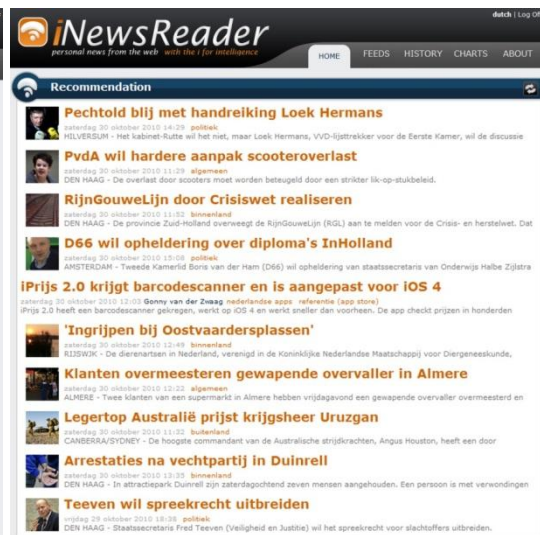 dutch | Log Of
iNewsReader
personal news from the web with the i for intelligence
HOME FEEDS HISTORY CHARTS ABOUT
Recommendation
Pechtold blij met handreiking Loek Hermans
zaterdag 30 oktober 2010 14:29 politiek
HILVERSUM - Het kabinet-Rutte wil het niet, maar Loek Hermans, VVD-lijsttrekker voor de Eerste Kamer, wil de discussie
PvdA wil hardere aanpak scooteroverlast
zaterdag 30 oktober 2010 11:29 algemeen
DEN HAAG - De overlast door scooters moet worden beteugeld door een strikter lik-op-stukbeleid.
RijnGouweLijn door Crisiswet realiseren
zaterdag 30 oktober 2010 11:52 binnenland
DEN HAAG - De provincie Zuid-Holland overweegt de RijnGouweLijn (RGL) aan te melden voor de Crisis- en herstelwet. Dat
D66 wil opheldering over diploma's InHolland
zaterdag 30 oktober 2010 15:08 politiek
AMSTERDAM - Tweede Kamerlid Boris van der Ham (D66) wil opheldering van staatssecretaris van Onderwijs Halbe Zijlstra
iPrijs 2.0 krijgt barcodescanner en is aangepast voor iOS 4
zaterdag 30 oktober 2010 12:03 Gonny van der Zwaag nederlandse apps referentie (app store)
iPrijs 2.0 heeft een barcodescanner gekregen, werkt op iOS 4 en werkt sneller dan voorheen. De app checkt prijzen in honderden
'Ingrijpen bij Oostvaardersplassen'
zaterdag 30 oktober 2010 12:49 binnenland
RIJSWIJK - De dierenartsen in Nederland, verenigd in de Koninklijke Nederlandse Maatschappij voor Diergeneeskunde,
Klanten overmeesteren gewapende overvaller in Almere
zaterdag 30 oktober 2010 12:22 algemeen
ALMERE - Twee klanten van een supermarkt in Almere hebben vrijdagavond een gewapende overvaller overmeesterd en
Legertop Australië prijst krijgsheer Uruzgan
zaterdag 30 oktober 2010 11:32 buitenland
CANBERRA/SYDNEY - De hoogste commandant van de Australische strijdkrachten, Angus Houston, heeft een door
Arrestaties na vechtpartij in Duinrell
zaterdag 30 oktober 2010 13:35 binnenland
DEN HAAG - In attractiepark Duinrell zijn zaterdagochtend zeven mensen aangehouden. Een persoon is met verwondingen
Teeven wil spreekrecht uitbreiden
vrijdag 29 oktober 2010 18:38 politiek
DEN HAAG - Staatssecretaris Fred Teeven (Veiligheid en Justitie) wil het spreekrecht voor slachtoffers uitbreiden.